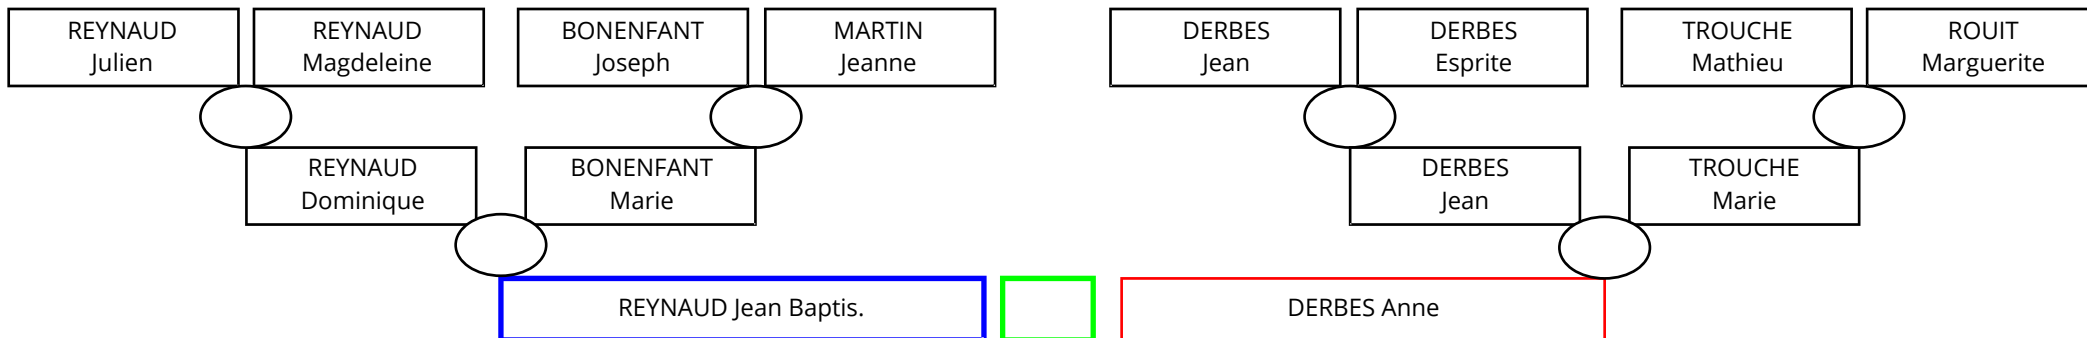 REYNAUD
Julien
REYNAUD
Magdeleine
BONENFANT
Joseph
MARTIN
Jeanne
DERBES
Jean
DERBES
Esprite
TROUCHE
Mathieu
ROUIT
Marguerite
REYNAUD
Dominique
BONENFANT
Marie
DERBES
Jean
TROUCHE
Marie
REYNAUD Jean Baptis.
DERBES Anne